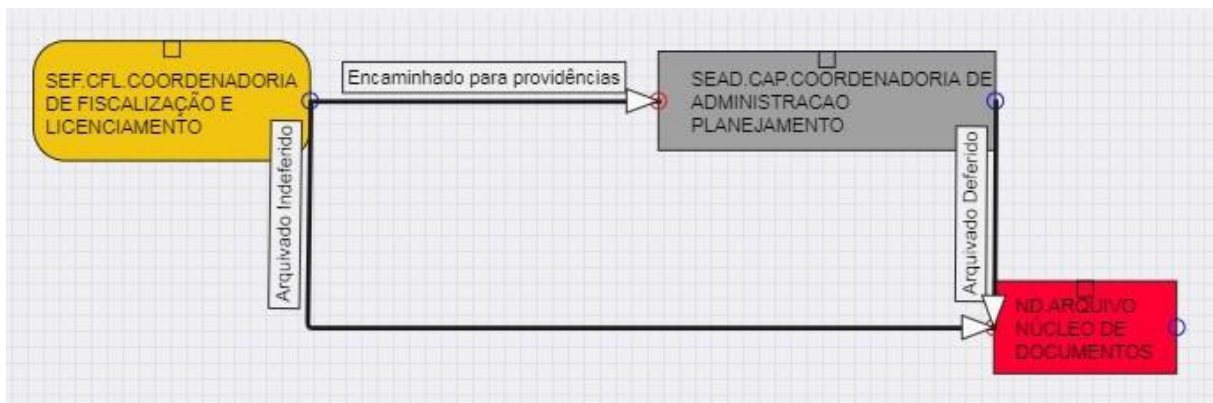 SEF.CFL.COORDENADORIA
DE FISCALIZAÇÃO E
LICENCIAMENTO
Encaminhado para providências
SEAD.CAP.COORDENADORIA DE
ADMINISTRACAO
PLANEJAMENTO
Arquivado Indeferido
Arquivado Deferido
ND.ARQUIVO
NÚCLEO DE
DOCUMENTOS